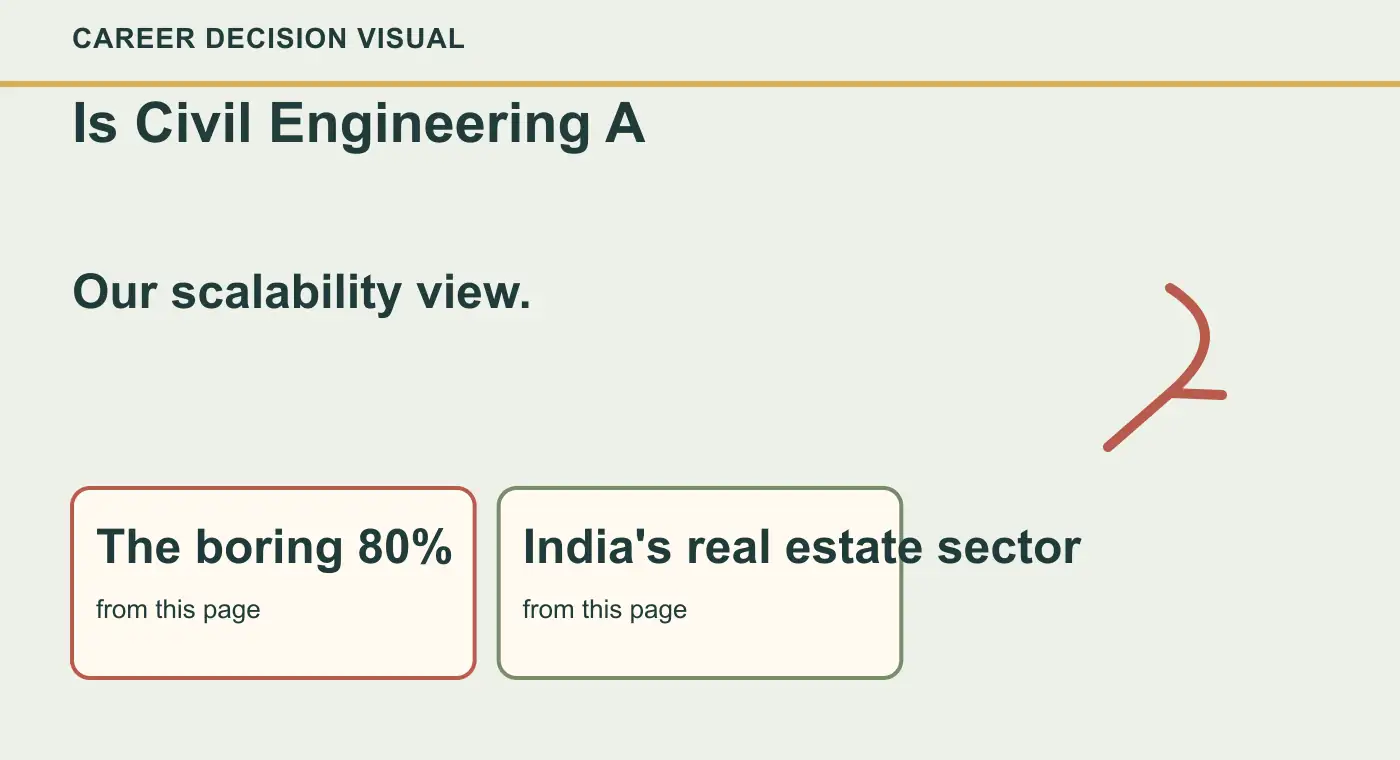 CAREER DECISION VISUAL
Is Civil Engineering A
Our scalability view.
The boring 80%
from this page
India's real estate sector
from this page